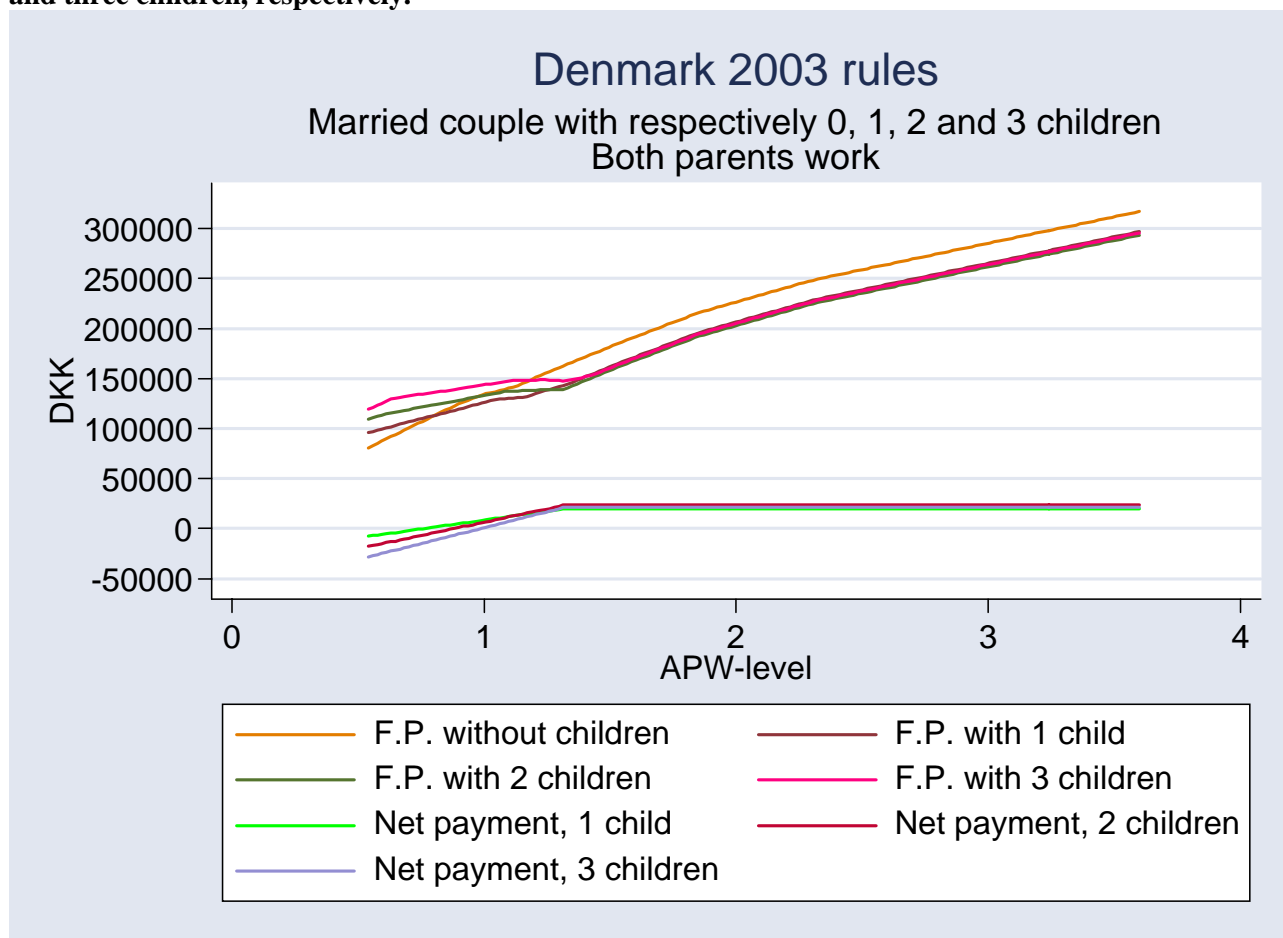 and three children, respectively.
Denmark 2003 rules
Married couple with respectively 0, 1, 2 and 3 children
Both parents work
300000
250000
200000
150000
100000
50000
0
-50000
DKK
0 1 2 3 4
APW-level
F.P. without children F.P. with 1 child
F.P. with 2 children F.P. with 3 children
Net payment, 1 child Net payment, 2 children
Net payment, 3 children